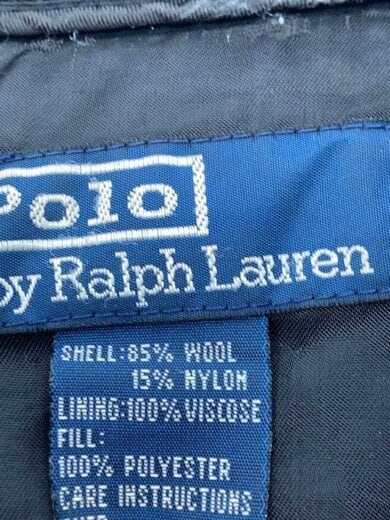 Polo
by Ralph Lauren
SHELL:85% WOOL
15% NYLON
LINING:100%VISCOSE
FILL:
100% POLYESTER
CARE INSTRUCTIONS